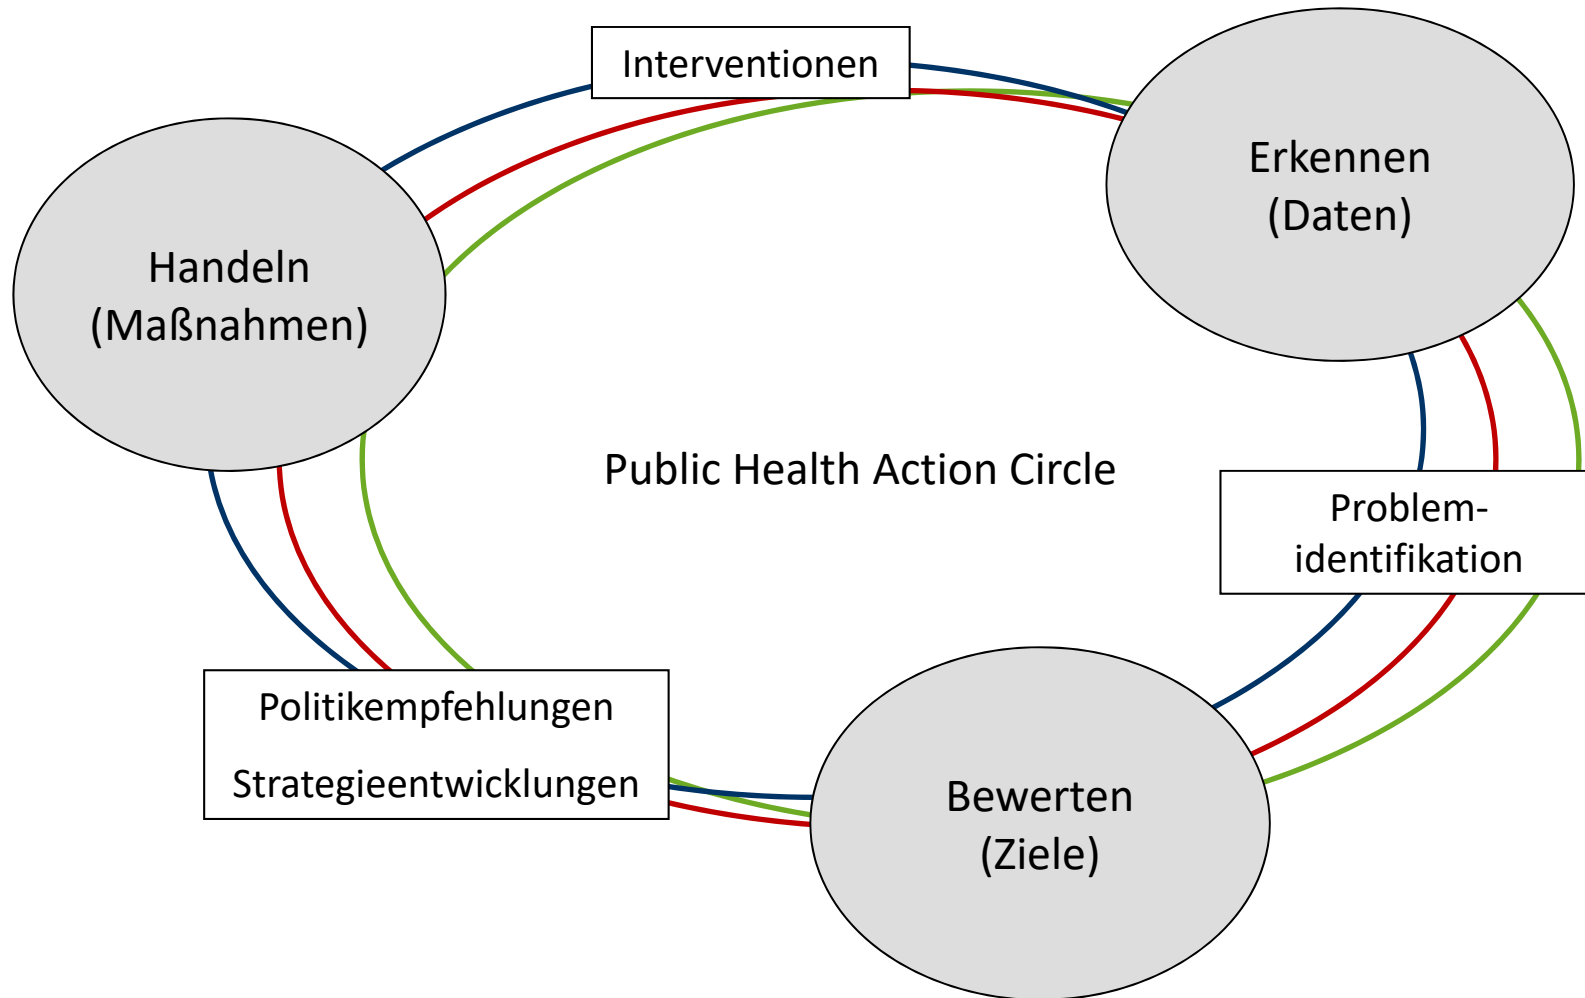 Interventionen
Erkennen
(Daten)
Handeln
(Maßnahmen)
Public Health Action Circle
Problem-
identifikation
Politikempfehlungen
Strategieentwicklungen
Bewerten
(Ziele)